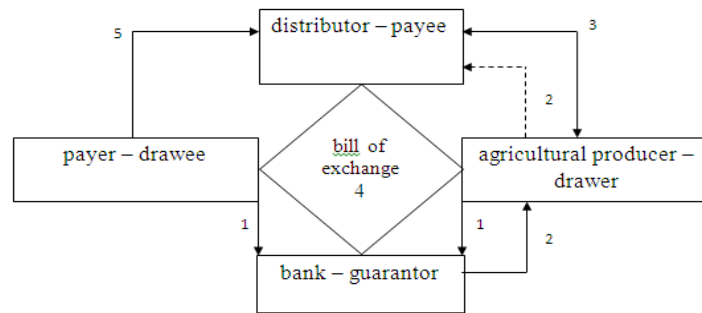 5
distributor – payee
3
2
payer – drawee
bill of
exchange
4
agricultural producer –
drawer
1
1
2
bank – guarantor